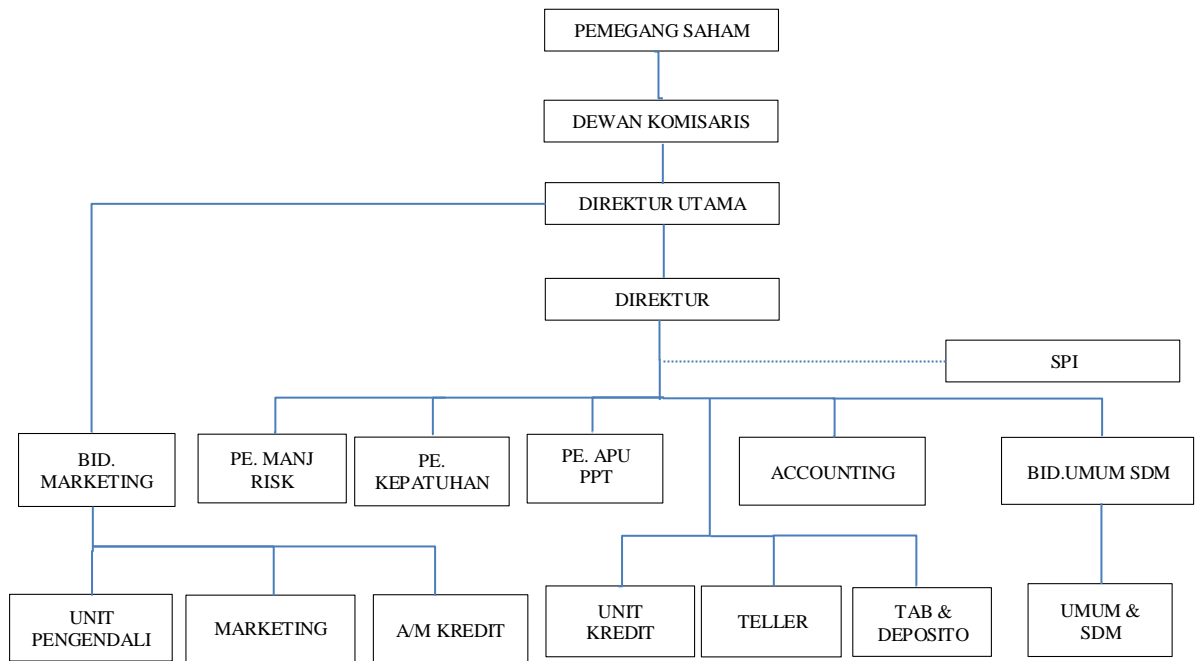 PEMEGANG SAHAM
DEWAN KOMISARIS
DIREKTUR UTAMA
DIREKTUR
SPI
BID.
MARKETING
PE. MANJ
RISK
PE.
KEPATUHAN
PE. APU
PPT
ACCOUNTING
BID.UMUM SDM
UNIT
PENGENDALI
MARKETING
A/M KREDIT
UNIT
KREDIT
TELLER
TAB &
DEPOSITO
UMUM &
SDM